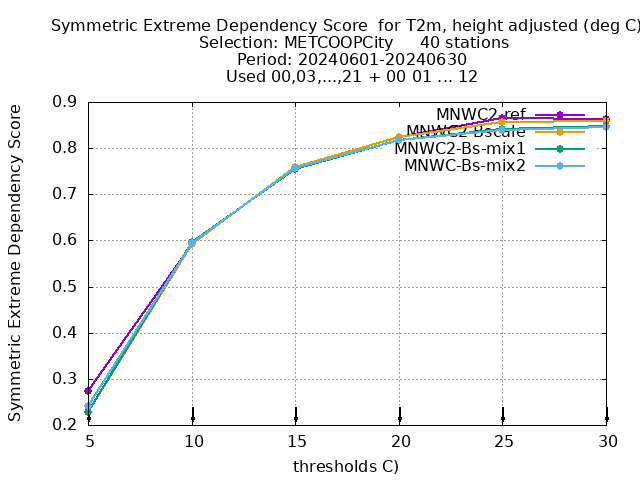 Symmetric Extreme Dependency Score for T2m, height adjusted (deg C)
Selection: METCOOPCity 40 stations
Period: 20240601-20240630
Used 00,03,...,21 + 00 01 ... 12
Symmetric Extreme Dependency Score
0.9
0.8
0.7
0.6
0.5
0.4
0.3
0.2
MNWC2-ref
MNWC2-Bscale
MNWC2-Bs-mix1
MNWC-Bs-mix2
5 10 15 20 25 30
thresholds C)